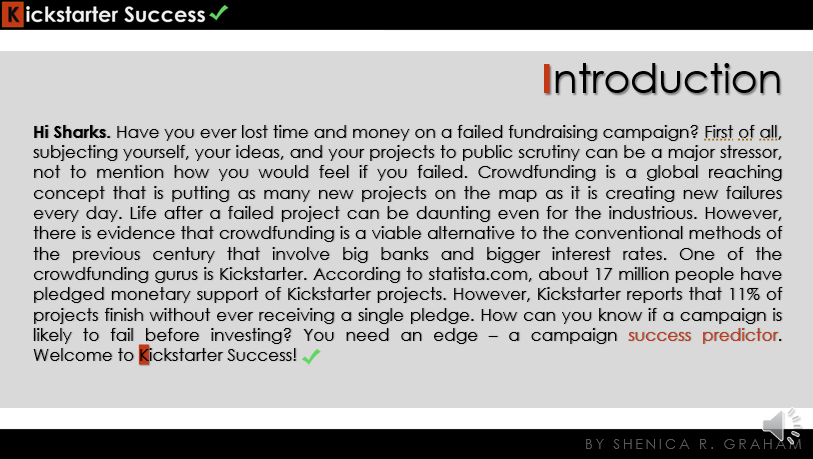 Kickstarter Success
Introduction
Hi Sharks. Have you ever lost time and money on a failed fundraising campaign? First of all,
subjecting yourself, your ideas, and your projects to public scrutiny can be a major stressor,
not to mention how you would feel if you failed. Crowdfunding is a global reaching
concept that is putting as many new projects on the map as it is creating new failures
every day. Life after a failed project can be daunting even for the industrious. However,
there is evidence that crowdfunding is a viable alternative to the conventional methods of
the previous century that involve big banks and bigger interest rates. One of the
crowdfunding gurus is Kickstarter. According to statista.com, about 17 million people have
pledged monetary support of Kickstarter projects. However, Kickstarter reports that 11% of
projects finish without ever receiving a single pledge. How can you know if a campaign is
likely to fail before investing? You need an edge – a campaign success predictor.
Welcome to Kickstarter Success!
BY SHENICA R. GRAHAM